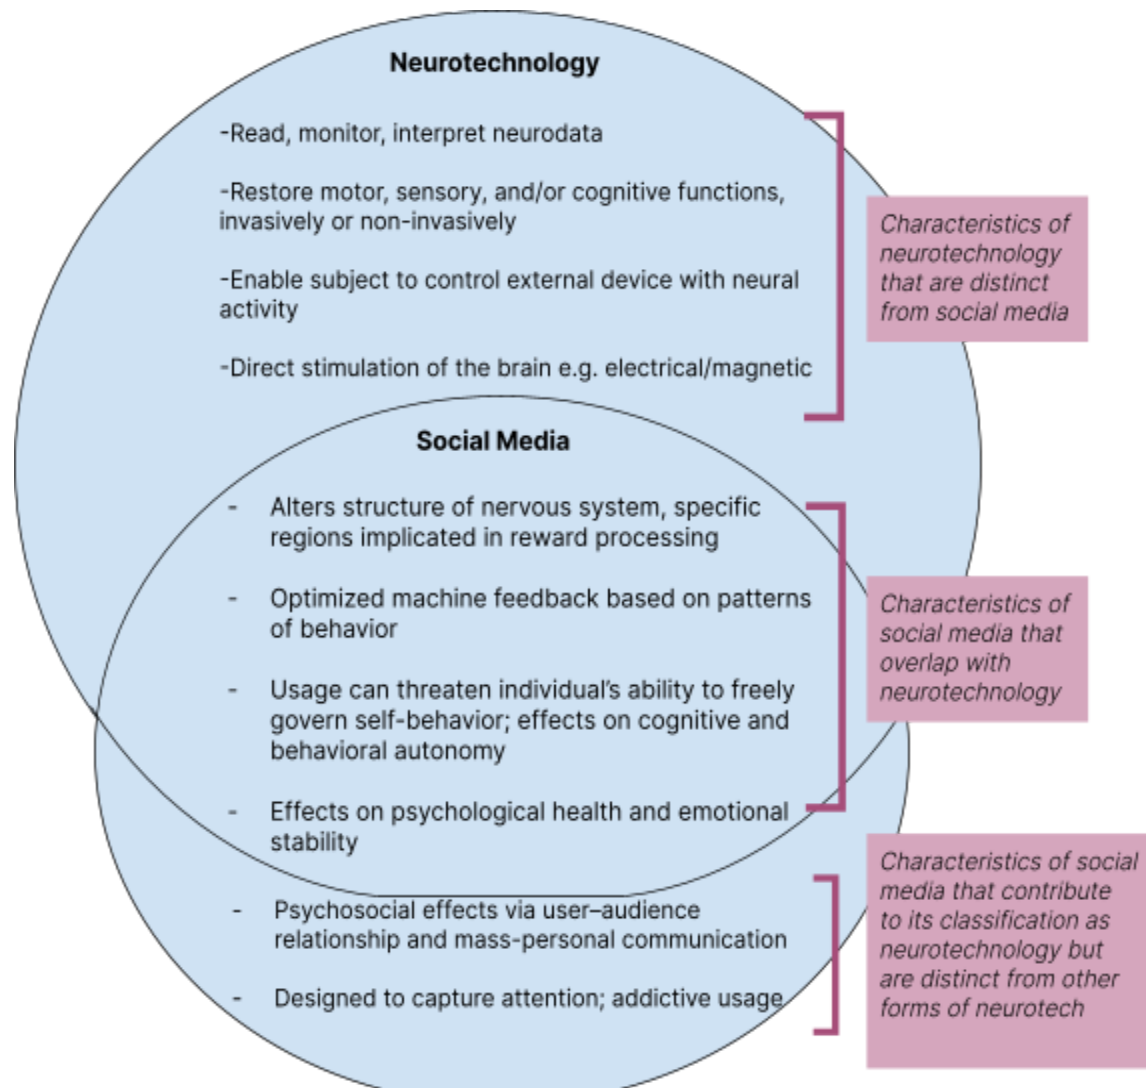 Neurotechnology
-Read, monitor, interpret neurodata
-Restore motor, sensory, and/or cognitive functions,
invasively or non-invasively
-Enable subject to control external device with neural
activity
-Direct stimulation of the brain e.g. electrical/magnetic
Characteristics of
neurotechnology
that are distinct
from social media
Social Media
- Alters structure of nervous system, specific
regions implicated in reward processing
- Optimized machine feedback based on patterns
of behavior
- Usage can threaten individual’s ability to freely
govern self-behavior; effects on cognitive and
behavioral autonomy
- Effects on psychological health and emotional
stability
Characteristics of
social media that
overlap with
neurotechnology
- Psychosocial effects via user–audience
relationship and mass-personal communication
- Designed to capture attention; addictive usage
Characteristics of social
media that contribute
to its classification as
neurotechnology but
are distinct from other
forms of neurotech